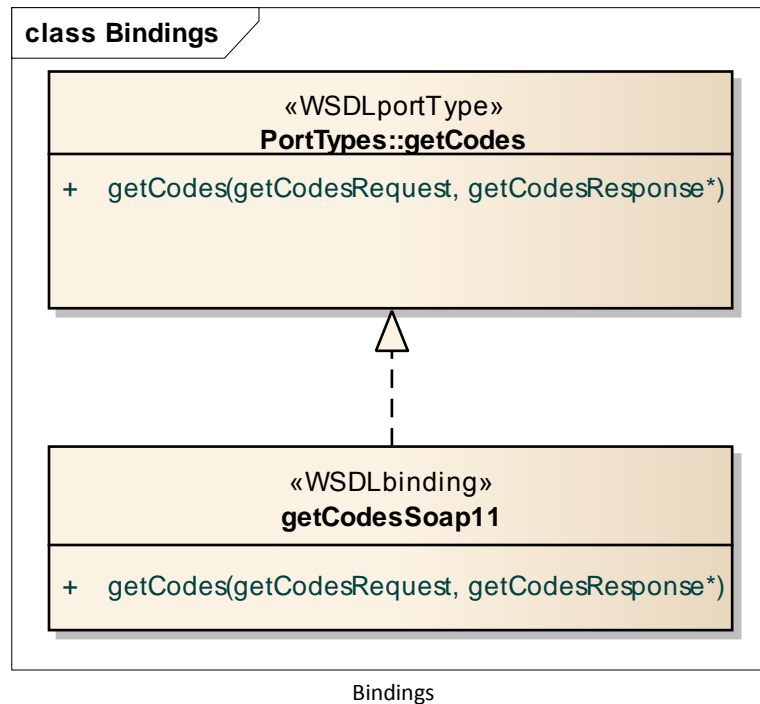 class Bindings
«WSDLportType»
PortTypes::getCodes
+ getCodes(getCodesRequest, getCodesResponse*)
«WSDLbinding»
getCodesSoap11
+ getCodes(getCodesRequest, getCodesResponse*)
Bindings